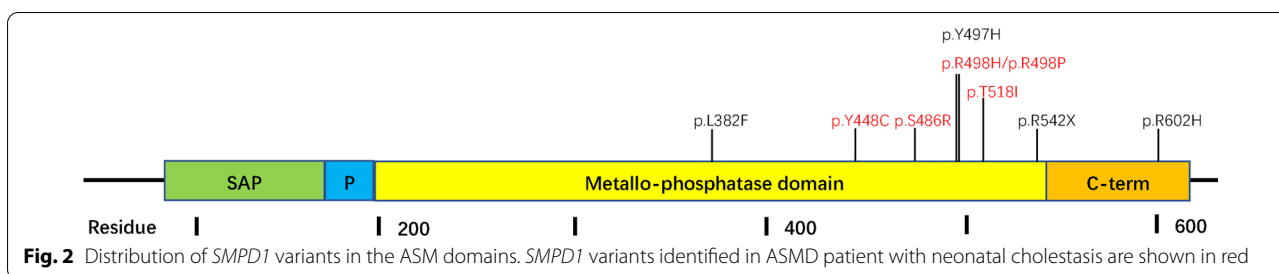 p.Y497H
p.R498H/p.R498P
p.T518I
p.L382F p.Y448C p.S486R p.R542X p.R602H
SAP P Metallo-phosphatase domain C-term
Residue 200 400 600
Fig. 2 Distribution of SMPD1 variants in the ASM domains. SMPD1 variants identified in ASMD patient with neonatal cholestasis are shown in red